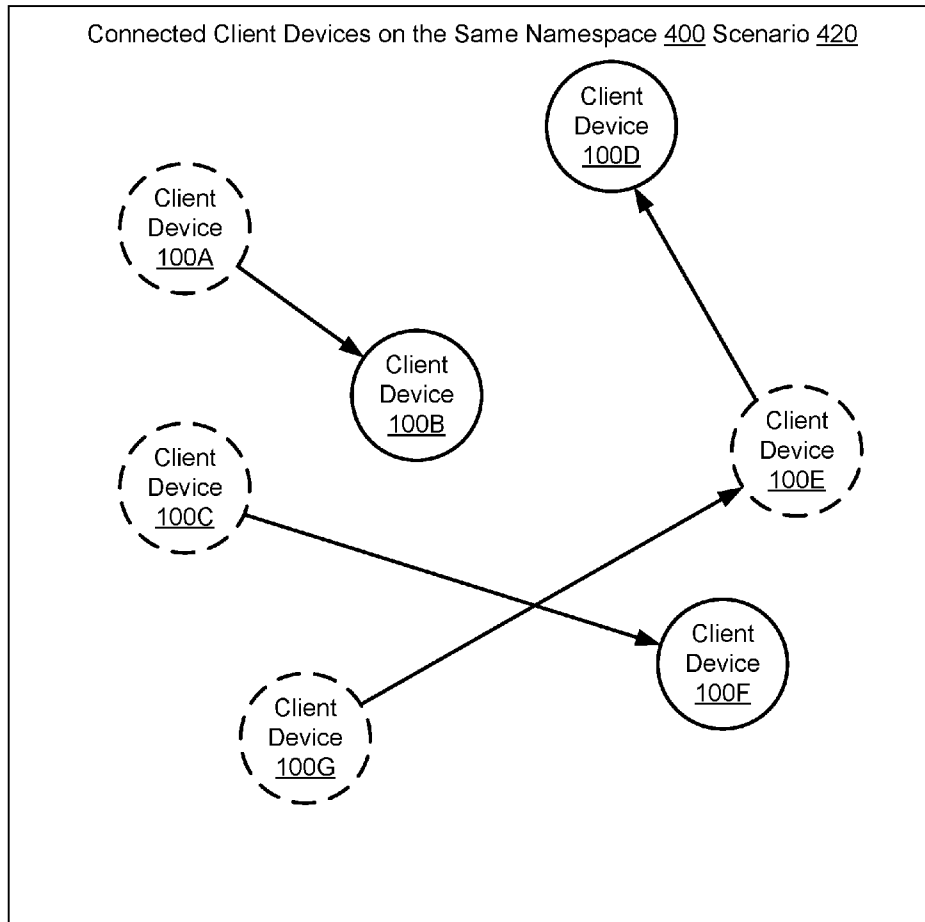 Connected Client Devices on the Same Namespace 400 Scenario 420
Client
Device
100D
Client
Device
100A
Client
Device
100B
Client
Device
100E
Client
Device
100C
Client
Device
100F
Client
Device
100G